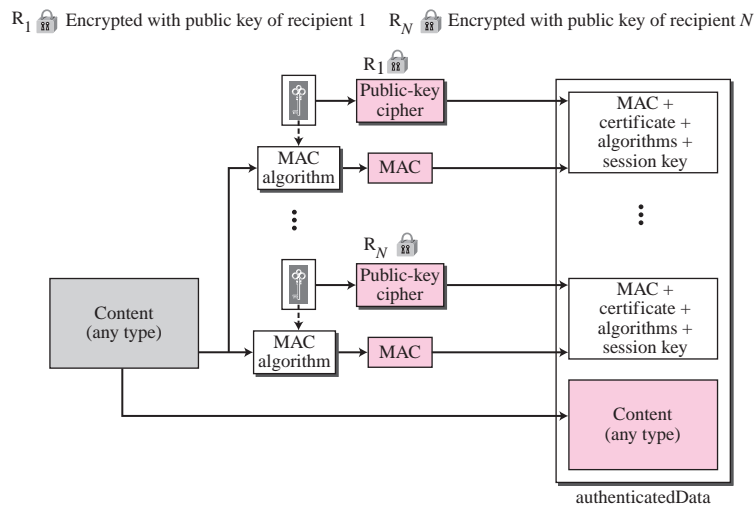 R1 Encrypted with public key of recipient 1
RN Encrypted with public key of recipient N
R1
Public-key
cipher
MAC
algorithm
MAC
MAC +
certificate +
algorithms +
session key
RN
Public-key
cipher
Content
(any type)
MAC
algorithm
MAC
MAC +
certificate +
algorithms +
session key
Content
(any type)
authenticatedData